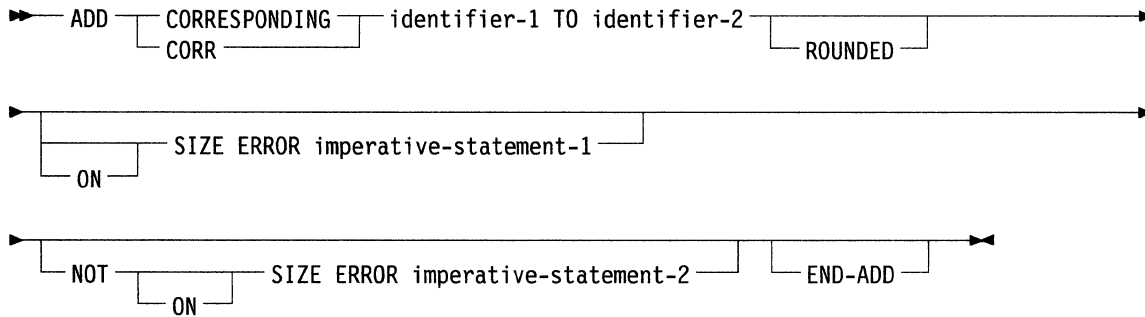 ADD CORRESPONDING identifier-1 TO identifier-2
CORR ROUNDED
SIZE ERROR imperative-statement-1
ON
NOT SIZE ERROR imperative-statement-2 END-ADD
ON